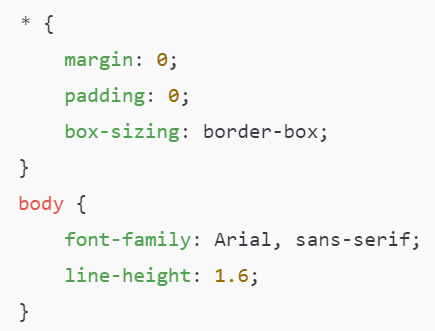 * {
    margin: 0;
    padding: 0;
    box-sizing: border-box;
}
body {
    font-family: Arial, sans-serif;
    line-height: 1.6;
}